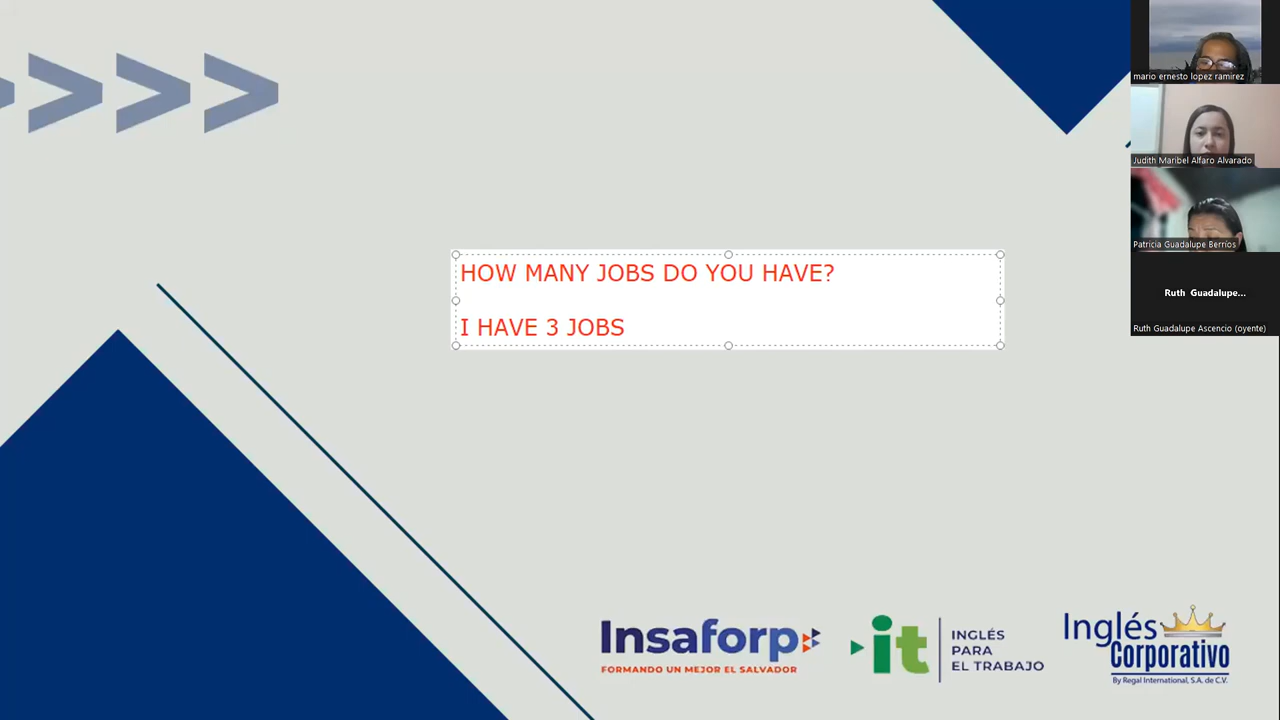 HOW MANY JOBS DO YOU HAVE?
I HAVE 3 JOBS
mario ernesto lopez ramirez
Judith Maribel Alfaro Alvarado
Patricia Guadalupe Berríos
Ruth Guadalupe...
Ruth Guadalupe Ascencio (oyente)
Insaforp
FORMANDO UN MEJOR EL SALVADOR
it
INGLÉS
PARA
EL TRABAJO
Inglés
Corporativo
By Regal International, S.A. de C.V.